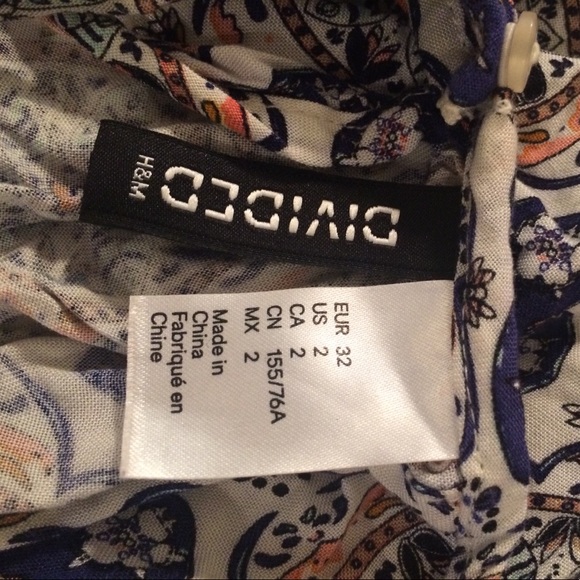 DIVIDED
H&M
EUR 32
US 2
CA 2
CN 155/76A
MX 2
Made in
China
Fabriqué en
Chine